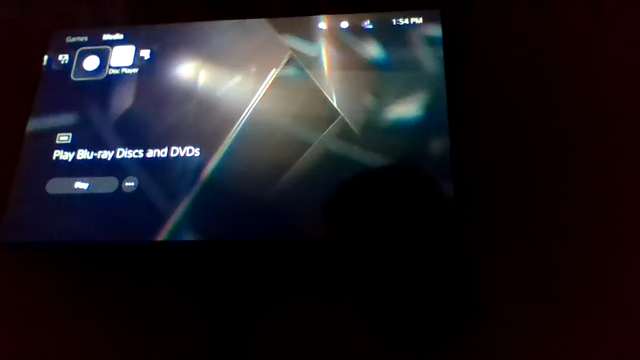 Games Media
1:54 PM
Disc Player
Play Blu-ray Discs and DVDs
Play